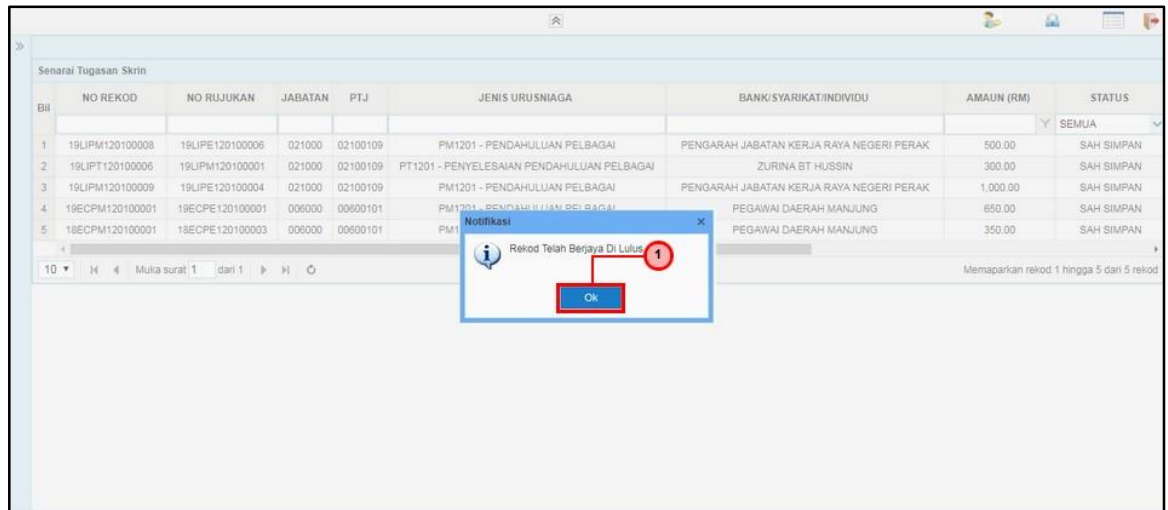 Senarai Tugasan Skrin
Bil NO REKOD NO RUJUKAN JABATAN PTJ JENIS URUSNIAGA BANK/SYARIKAT/INDIVIDU AMAUN (RM) STATUS
SEMUA
1 19LIPM120100008 19LIPE120100006 021000 02100109 PM1201 - PENDAHULUAN PELBAGAI PENGARAH JABATAN KERJA RAYA NEGERI PERAK 500.00 SAH SIMPAN
2 19LIPT120100006 19LIPM120100001 021000 02100109 PT1201 - PENYELESAIAN PENDAHULUAN PELBAGAI ZURINA BT HUSSIN 300.00 SAH SIMPAN
3 19LIPM120100009 19LIPE120100004 021000 02100109 PM1201 - PENDAHULUAN PELBAGAI PENGARAH JABATAN KERJA RAYA NEGERI PERAK 1,000.00 SAH SIMPAN
4 19ECPM120100001 19ECPE120100001 006000 00600101 PM1201 - PENDAHULUAN PELBAGAI PEGAWAI DAERAH MANJUNG 650.00 SAH SIMPAN
5 18ECPM120100001 18ECPE120100003 006000 00600101 PM1 PEGAWAI DAERAH MANJUNG 350.00 SAH SIMPAN
Notifikasi
Rekod Telah Berjaya Di Lulus
1
Ok
10 Muka surat 1 dari 1 Memaparkan rekod 1 hingga 5 dari 5 rekod